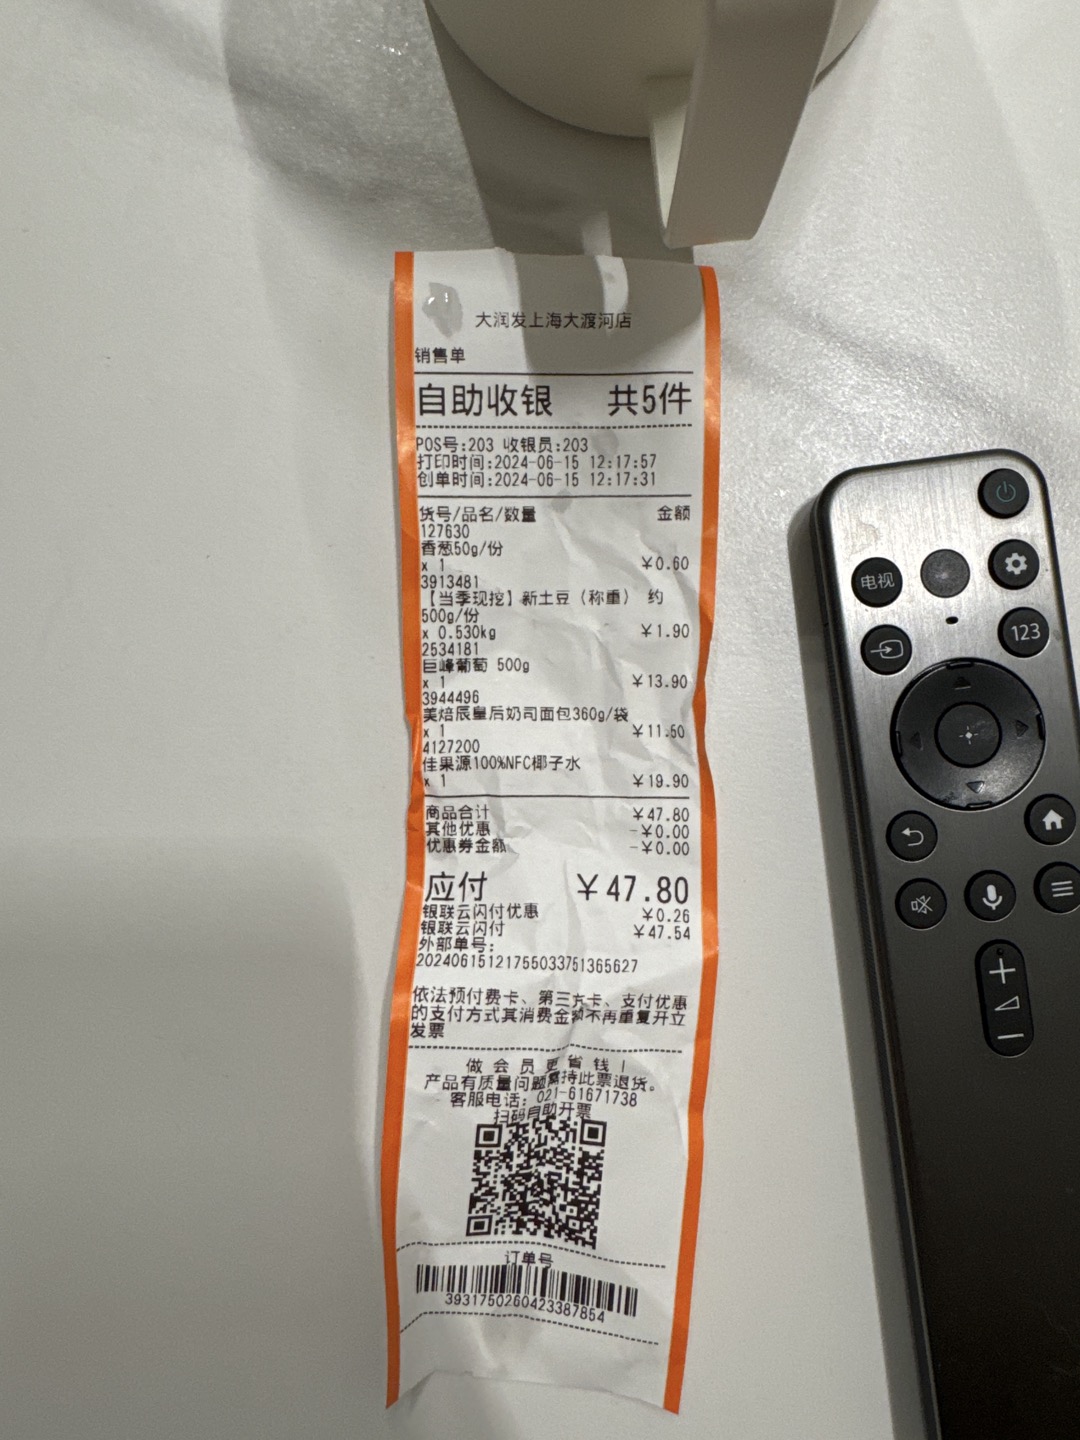 大润发上海大渡河店
销售单
自助收银 共5件
POS号:203 收银员:203
打印时间:2024-06-15 12:17:57
创单时间:2024-06-15 12:17:31
货号/品名/数量 金额
127630
香葱50g/份
x 1 ¥0.60
3913481
【当季现挖】新土豆（称重） 约
500g/份
x 0.530kg ¥1.90
2534181
巨峰葡萄 500g
x 1 ¥13.90
3944496
美焙辰皇后奶司面包360g/袋
x 1 ¥11.50
4127200
佳果源100%NFC椰子水
x 1 ¥19.90
商品合计 ¥47.80
其他优惠 -¥0.00
优惠券金额 -¥0.00
应付 ¥47.80
银联云闪付优惠 ¥0.26
银联云闪付 ¥47.54
外部单号:
20240615121755033751365627
依法预付费卡、第三方卡、支付优惠
的支付方式其消费金额不再重复开立
发票
做会员更省钱！
产品有质量问题需持此票退货。
客服电话: 021-61671738
扫码自助开票
订单号
3931750260423387854
电视
123